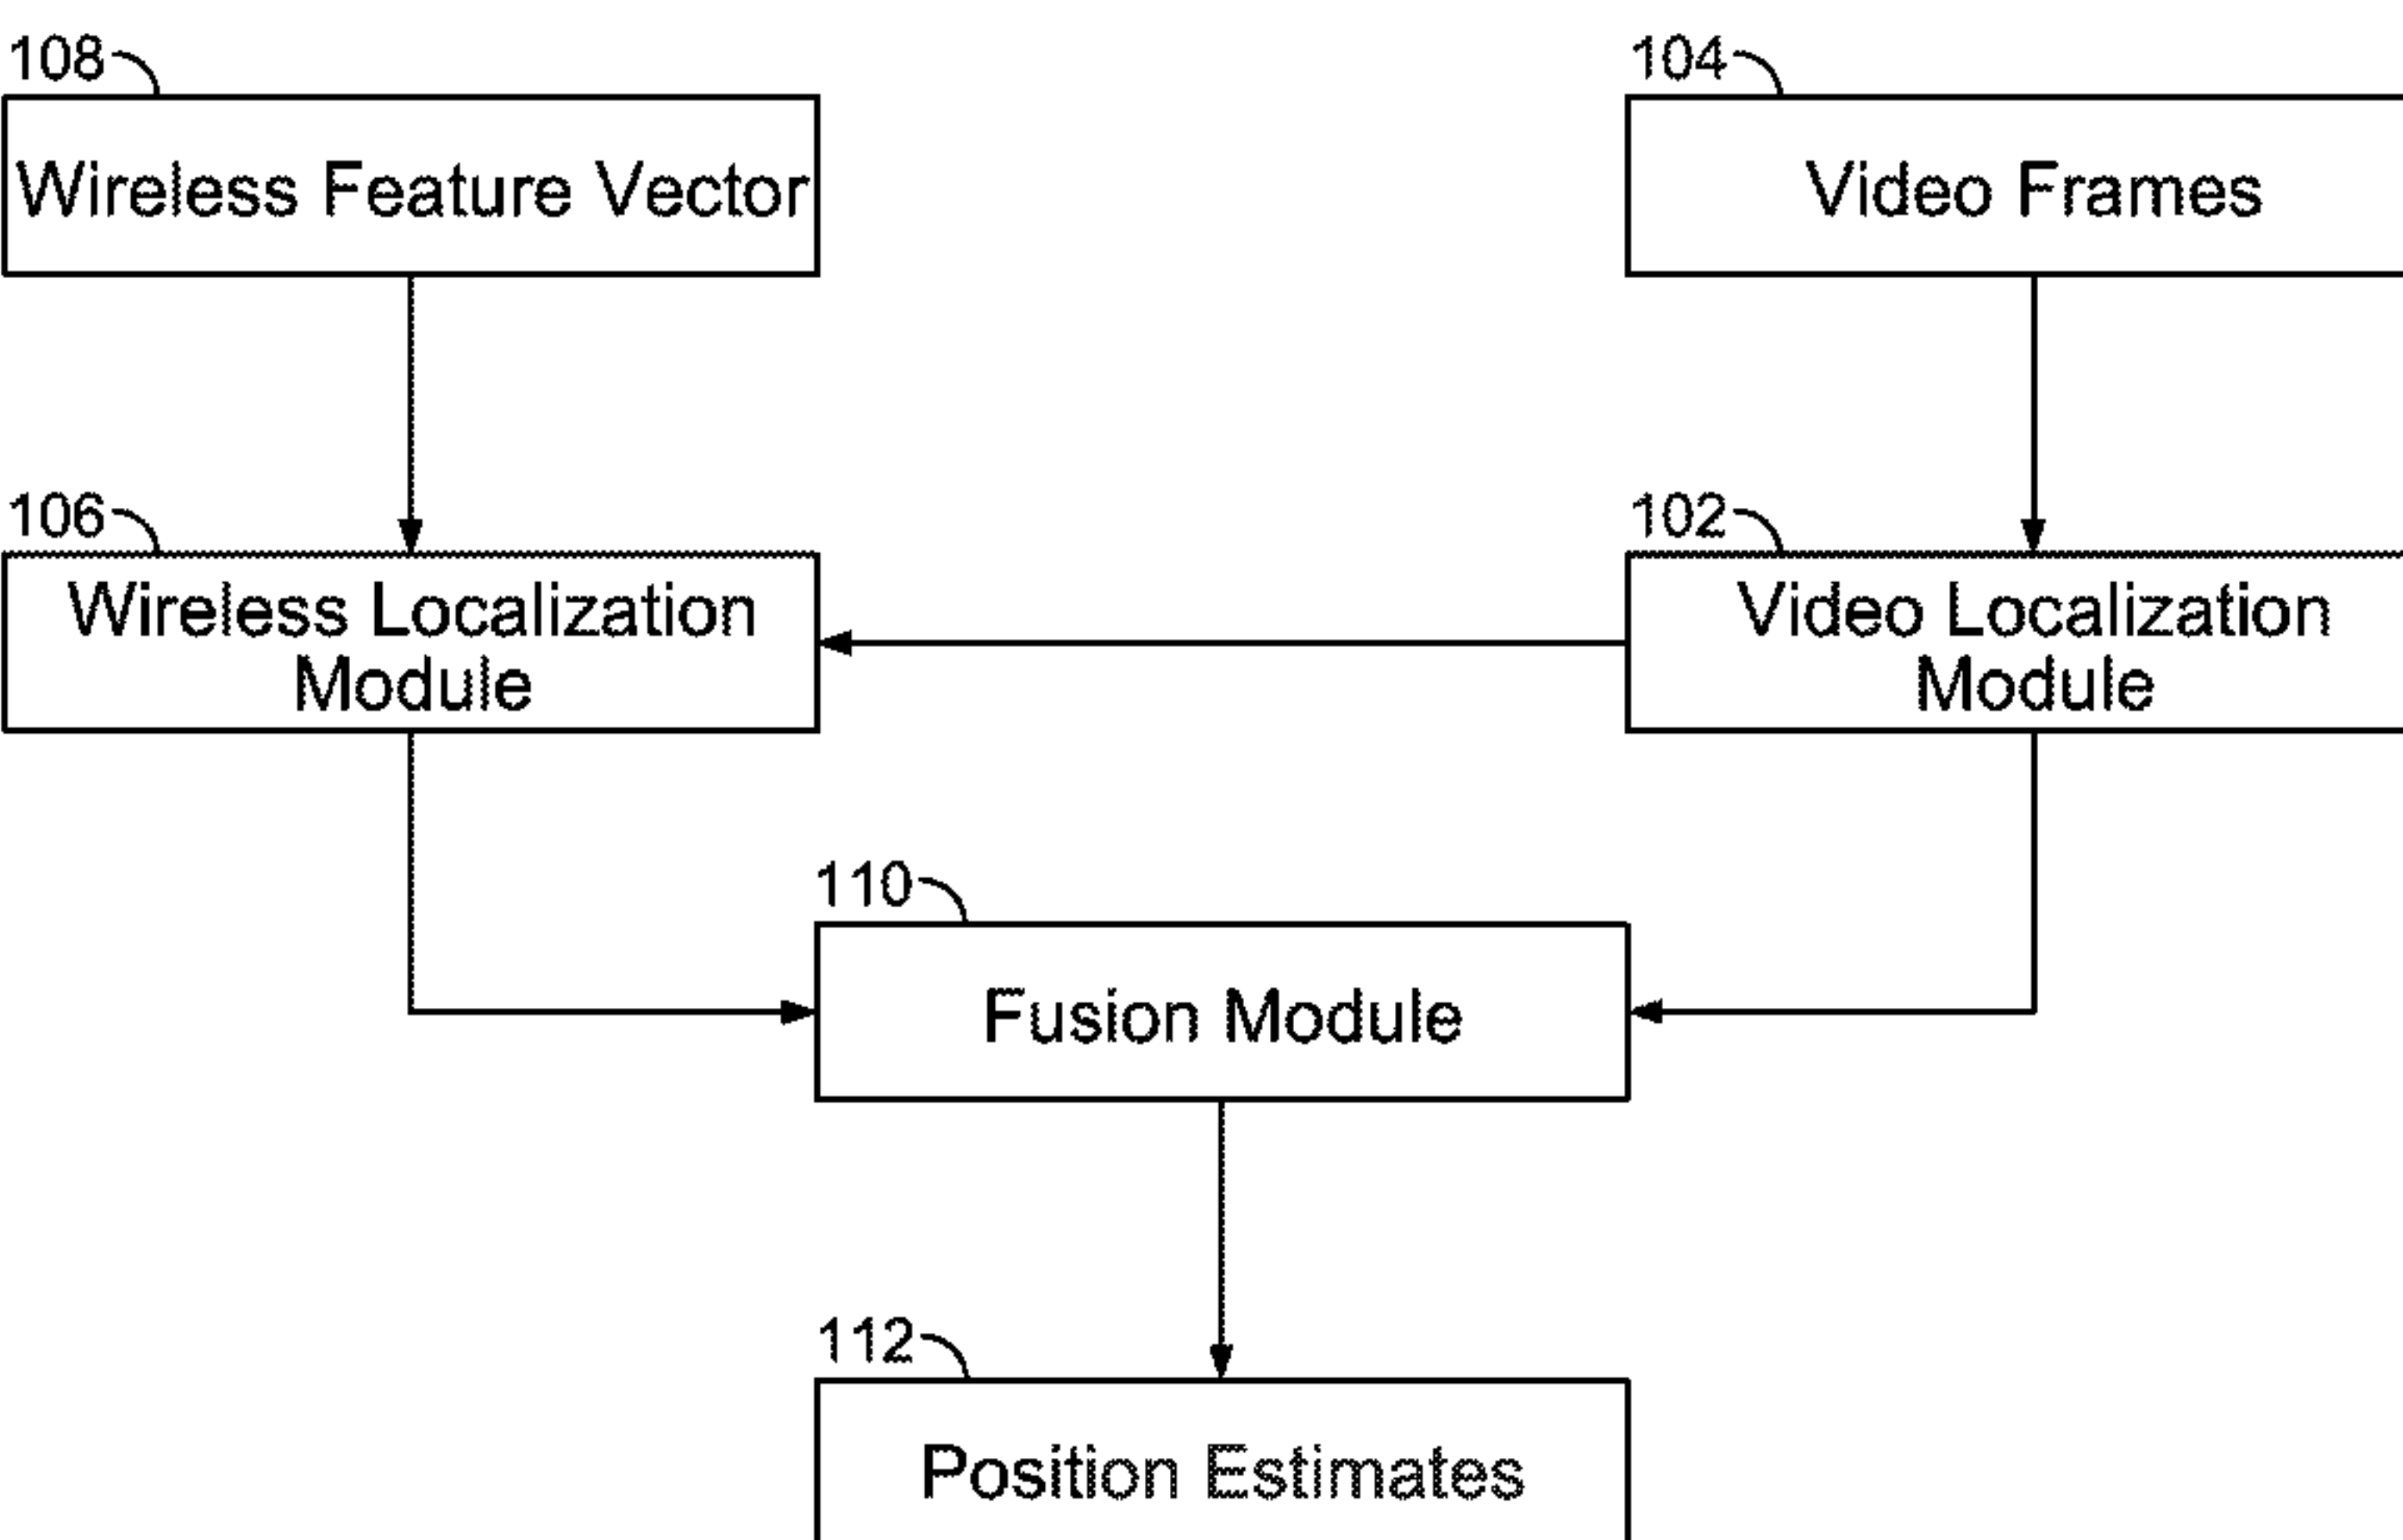 108
Wireless Feature Vector
104
Video Frames
106
Wireless Localization
Module
102
Video Localization
Module
110
Fusion Module
112
Position Estimates